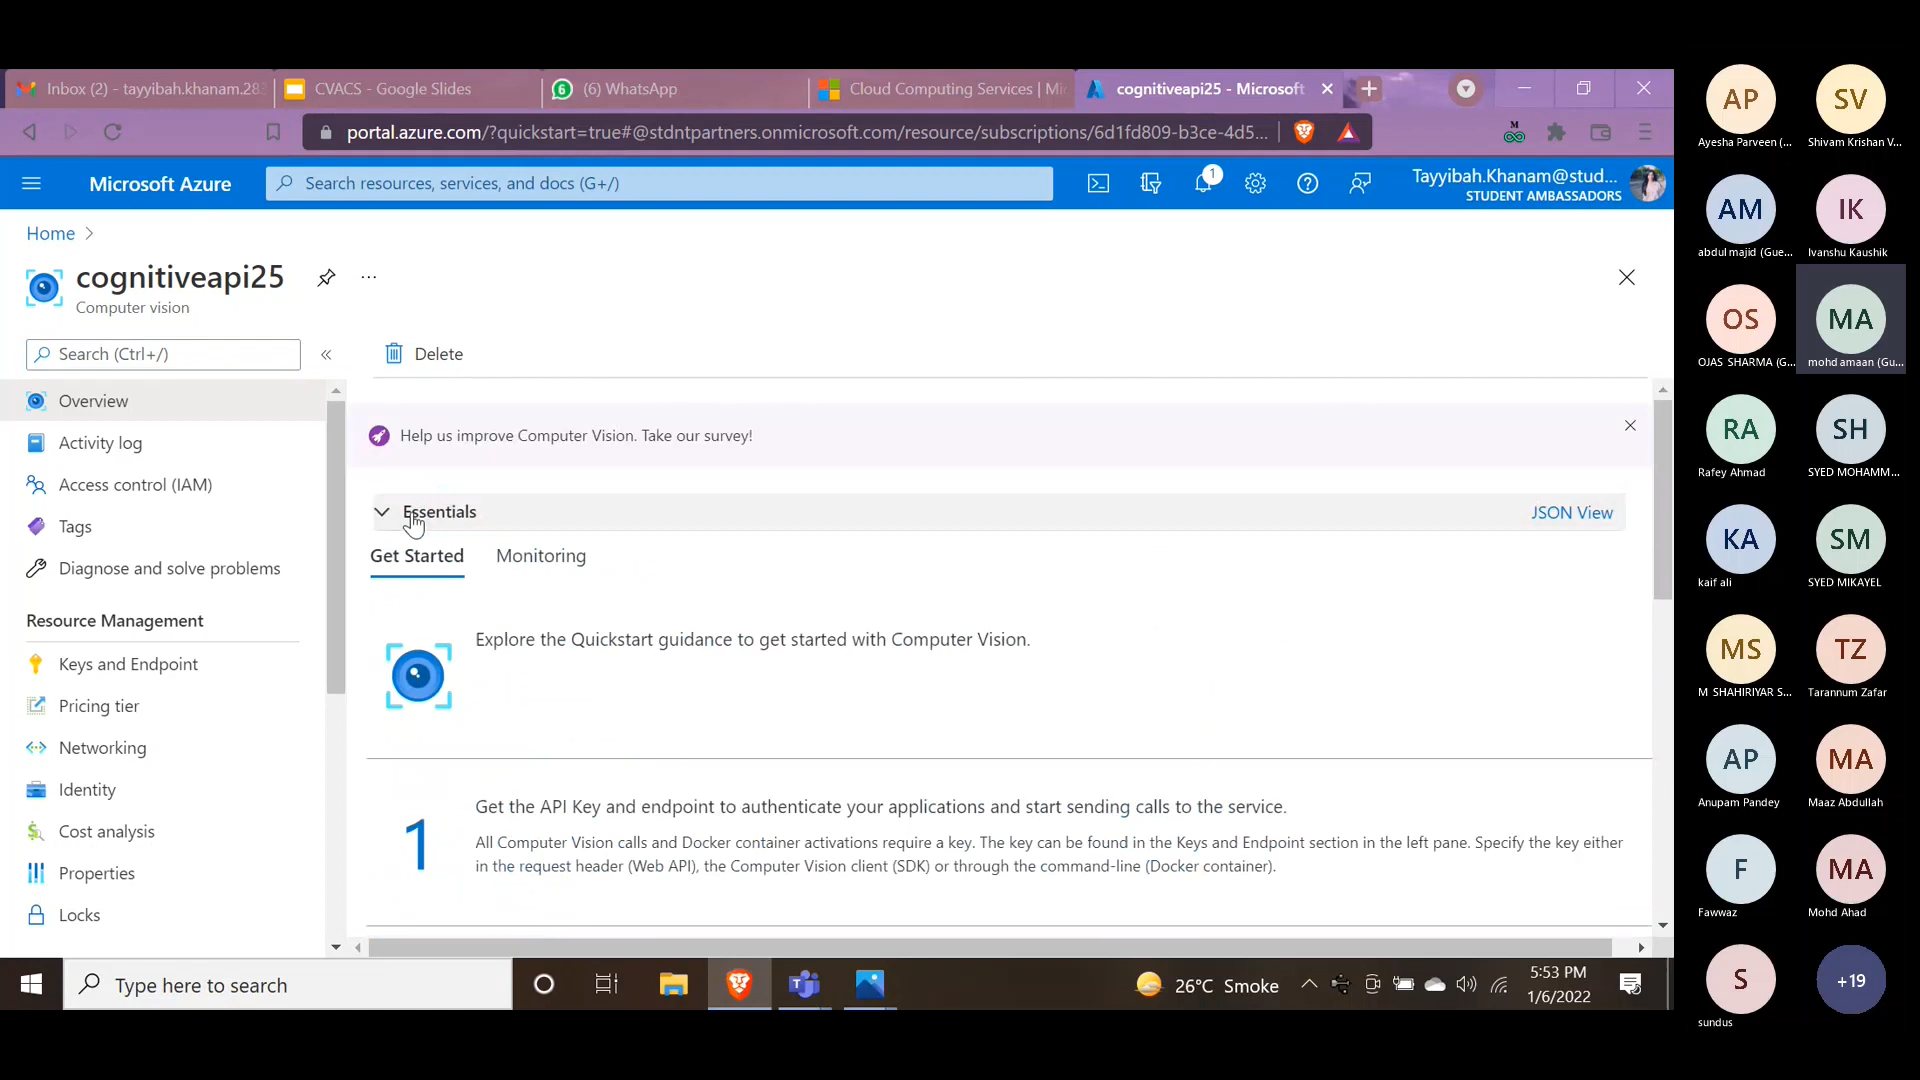 Inbox (2) - tayyibah.khanam.28
CVACS - Google Slides
(6) WhatsApp
Cloud Computing Services | Mi
cognitiveapi25 - Microsoft
portal.azure.com/?quickstart=true#@stdntpartners.onmicrosoft.com/resource/subscriptions/6d1fd809-b3ce-4d5...
M
Microsoft Azure
Search resources, services, and docs (G+/)
1
Tayyibah.Khanam@stud...
STUDENT AMBASSADORS
Home
cognitiveapi25
...
Computer vision
Search (Ctrl+/)
«
Delete
Overview
Activity log
Access control (IAM)
Tags
Diagnose and solve problems
Resource Management
Keys and Endpoint
Pricing tier
Networking
Identity
Cost analysis
Properties
Locks
Help us improve Computer Vision. Take our survey!
Essentials
JSON View
Get Started
Monitoring
Explore the Quickstart guidance to get started with Computer Vision.
1
Get the API Key and endpoint to authenticate your applications and start sending calls to the service.
All Computer Vision calls and Docker container activations require a key. The key can be found in the Keys and Endpoint section in the left pane. Specify the key either
in the request header (Web API), the Computer Vision client (SDK) or through the command-line (Docker container).
Type here to search
26°C Smoke
5:53 PM
1/6/2022
AP
Ayesha Parveen (...
SV
Shivam Krishan V...
AM
abdul majid (Gue...
IK
Ivanshu Kaushik
OS
OJAS SHARMA (G...
MA
mohd amaan (Gu...
RA
Rafey Ahmad
SH
SYED MOHAMM...
KA
kaif ali
SM
SYED MIKAYEL
MS
M SHAHIRIYAR S...
TZ
Tarannum Zafar
AP
Anupam Pandey
MA
Maaz Abdullah
F
Fawwaz
MA
Mohd Ahad
S
sundus
+19